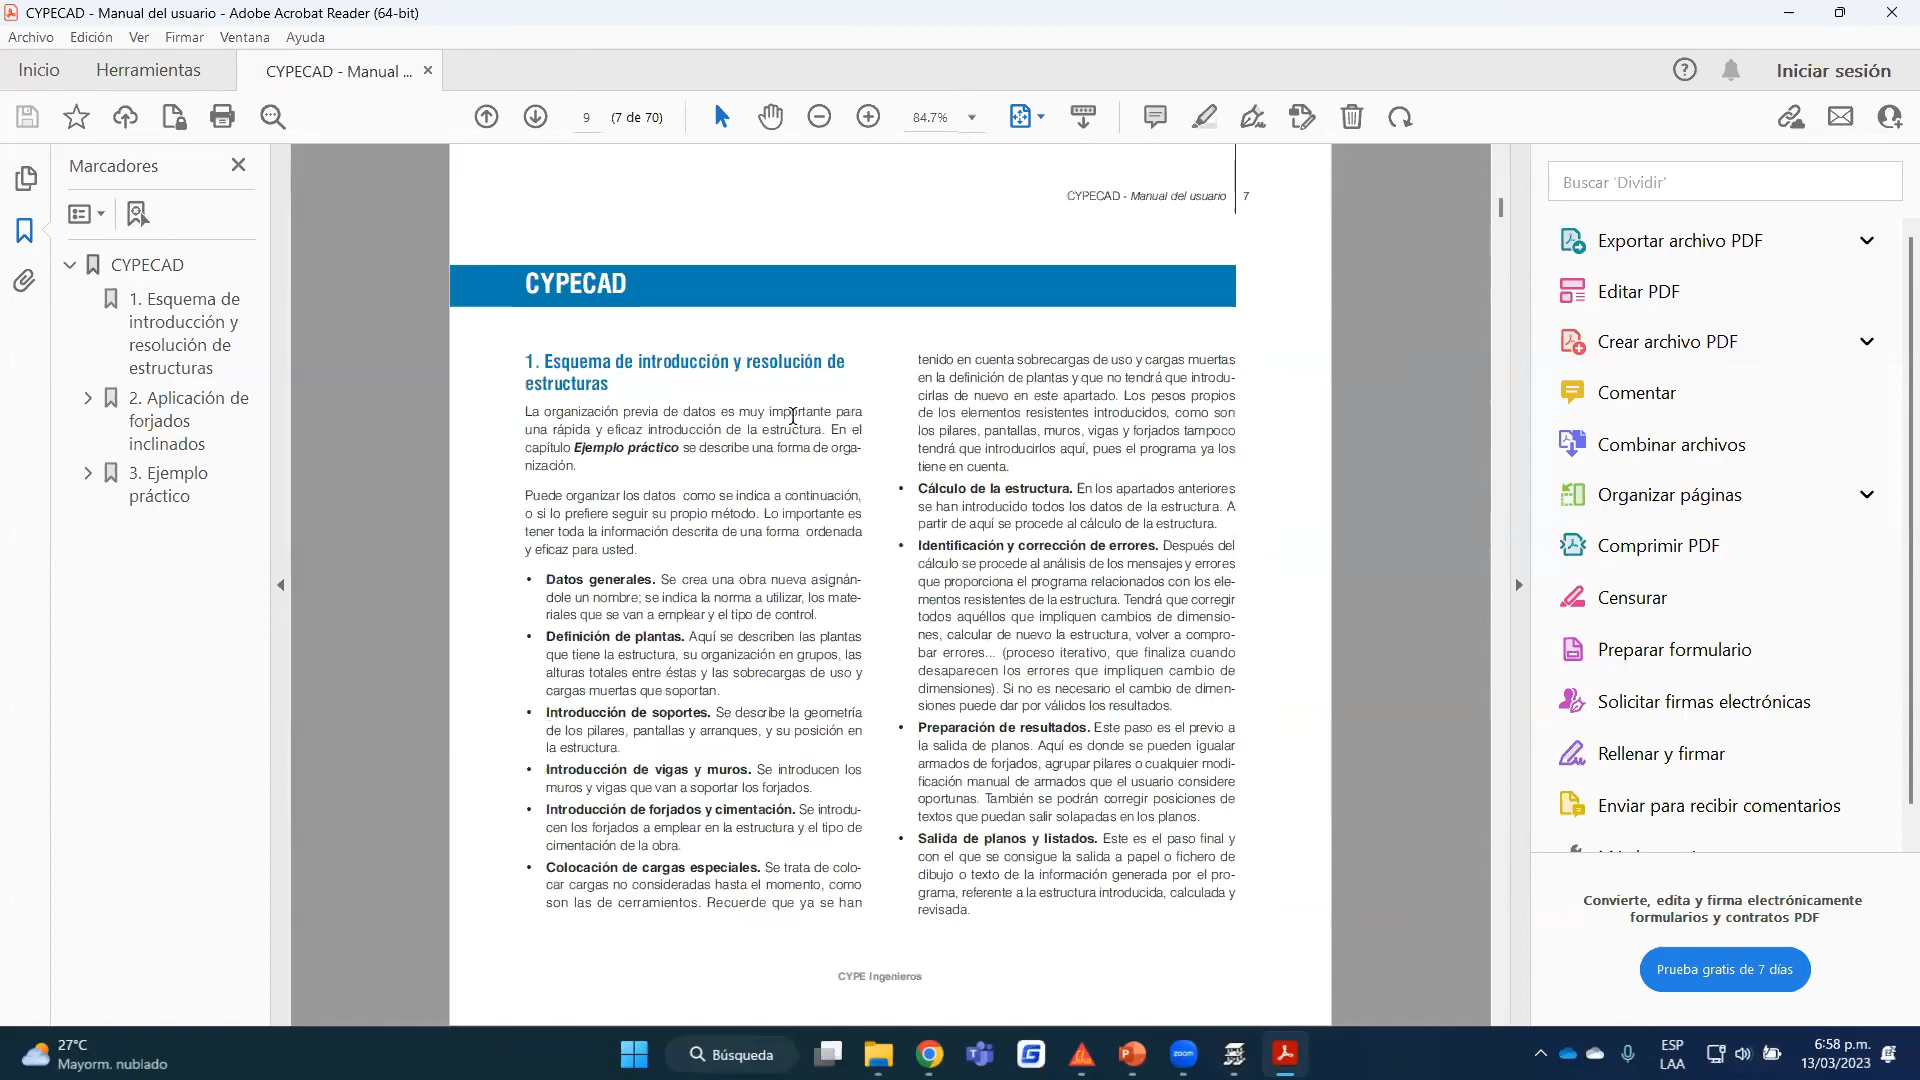 CYPECAD - Manual del usuario - Adobe Acrobat Reader (64-bit)
Archivo Edición Ver Firmar Ventana Ayuda
Inicio Herramientas CYPECAD - Manual ... Iniciar sesión
9 (7 de 70) 84.7%
Marcadores
CYPECAD
1. Esquema de
introducción y
resolución de
estructuras
2. Aplicación de
forjados
inclinados
3. Ejemplo
práctico
CYPECAD - Manual del usuario 7
CYPECAD
1. Esquema de introducción y resolución de
estructuras
La organización previa de datos es muy importante para
una rápida y eficaz introducción de la estructura. En el
capítulo Ejemplo práctico se describe una forma de orga-
nización.
Puede organizar los datos como se indica a continuación,
o si lo prefiere seguir su propio método. Lo importante es
tener toda la información descrita de una forma ordenada
y eficaz para usted.
• Datos generales. Se crea una obra nueva asignán-
dole un nombre; se indica la norma a utilizar, los mate-
riales que se van a emplear y el tipo de control.
• Definición de plantas. Aquí se describen las plantas
que tiene la estructura, su organización en grupos, las
alturas totales entre éstas y las sobrecargas de uso y
cargas muertas que soportan.
• Introducción de soportes. Se describe la geometría
de los pilares, pantallas y arranques, y su posición en
la estructura.
• Introducción de vigas y muros. Se introducen los
muros y vigas que van a soportar los forjados.
• Introducción de forjados y cimentación. Se introdu-
cen los forjados a emplear en la estructura y el tipo de
cimentación de la obra.
• Colocación de cargas especiales. Se trata de colo-
car cargas no consideradas hasta el momento, como
son las de cerramientos. Recuerde que ya se han
tenido en cuenta sobrecargas de uso y cargas muertas
en la definición de plantas y que no tendrá que introdu-
cirlas de nuevo en este apartado. Los pesos propios
de los elementos resistentes introducidos, como son
los pilares, pantallas, muros, vigas y forjados tampoco
tendrá que introducirlos aquí, pues el programa ya los
tiene en cuenta.
• Cálculo de la estructura. En los apartados anteriores
se han introducido todos los datos de la estructura. A
partir de aquí se procede al cálculo de la estructura.
• Identificación y corrección de errores. Después del
cálculo se procede al análisis de los mensajes y errores
que proporciona el programa relacionados con los ele-
mentos resistentes de la estructura. Tendrá que corregir
todos aquéllos que impliquen cambios de dimensio-
nes, calcular de nuevo la estructura, volver a compro-
bar errores... (proceso iterativo, que finaliza cuando
desaparecen los errores que impliquen cambio de
dimensiones). Si no es necesario el cambio de dimen-
siones puede dar por válidos los resultados.
• Preparación de resultados. Este paso es el previo a
la salida de planos. Aquí es donde se pueden igualar
armados de forjados, agrupar pilares o cualquier modi-
ficación manual de armados que el usuario considere
oportunas. También se podrán corregir posiciones de
textos que puedan salir solapadas en los planos.
• Salida de planos y listados. Este es el paso final y
con el que se consigue la salida a papel o fichero de
dibujo o texto de la información generada por el pro-
grama, referente a la estructura introducida, calculada y
revisada.
CYPE Ingenieros
Buscar 'Dividir'
Exportar archivo PDF
Editar PDF
Crear archivo PDF
Comentar
Combinar archivos
Organizar páginas
Comprimir PDF
Censurar
Preparar formulario
Solicitar firmas electrónicas
Rellenar y firmar
Enviar para recibir comentarios
Convierte, edita y firma electrónicamente
formularios y contratos PDF
Prueba gratis de 7 días
27°C
Mayorm. nublado
Búsqueda
zoom
ESP
LAA
6:58 p.m.
13/03/2023